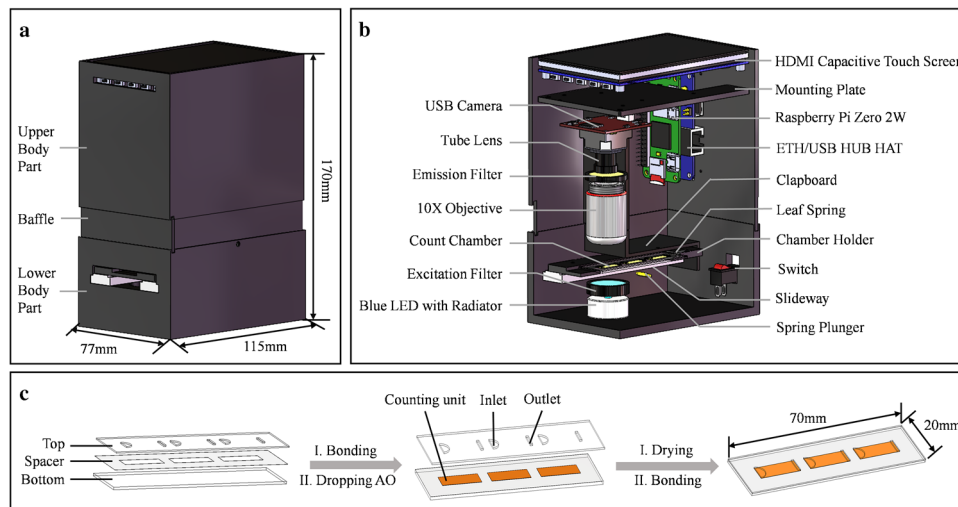 a
Upper
Body
Part
Baffle
Lower
Body
Part
170mm
77mm
115mm
b
USB Camera
Tube Lens
Emission Filter
10X Objective
Count Chamber
Excitation Filter
Blue LED with Radiator
HDMI Capacitive Touch Screen
Mounting Plate
Raspberry Pi Zero 2W
ETH/USB HUB HAT
Clapboard
Leaf Spring
Chamber Holder
Switch
Slideway
Spring Plunger
c
Top
Spacer
Bottom
I. Bonding
II. Dropping AO
Counting unit
Inlet
Outlet
I. Drying
II. Bonding
70mm
20mm